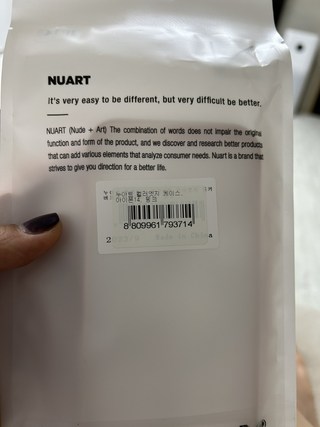 NUART
It's very easy to be different, but very difficult be better.
NUART (Nude + Art) The combination of words does not impair the original
function and form of the product, and we discover and research better products
that can add various elements that analyze consumer needs. Nuart is a brand that
strives to give you direction for a better life.
케이스
8 809961 793714